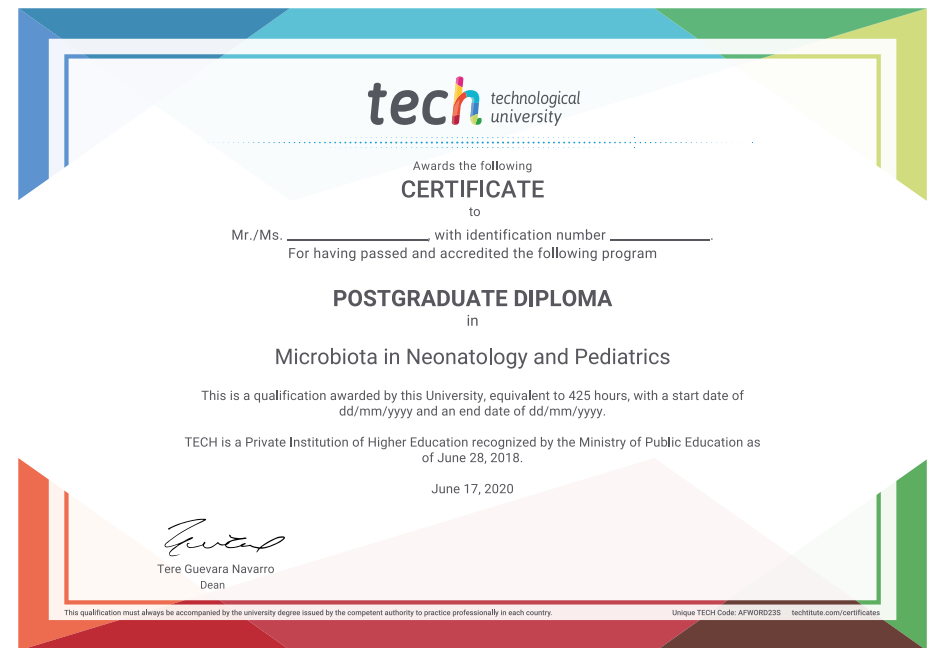 tech technological
university
Awards the following
CERTIFICATE
to
Mr./Ms. ____________, with identification number ____________.
For having passed and accredited the following program
POSTGRADUATE DIPLOMA
in
Microbiota in Neonatology and Pediatrics
This is a qualification awarded by this University, equivalent to 425 hours, with a start date of
dd/mm/yyyy and an end date of dd/mm/yyyy.
TECH is a Private Institution of Higher Education recognized by the Ministry of Public Education as
of June 28, 2018.
June 17, 2020
Tere Guevara Navarro
Dean
This qualification must always be accompanied by the university degree issued by the competent authority to practice professionally in each country.
Unique TECH Code: AFWORD23S techtitute.com/certificates